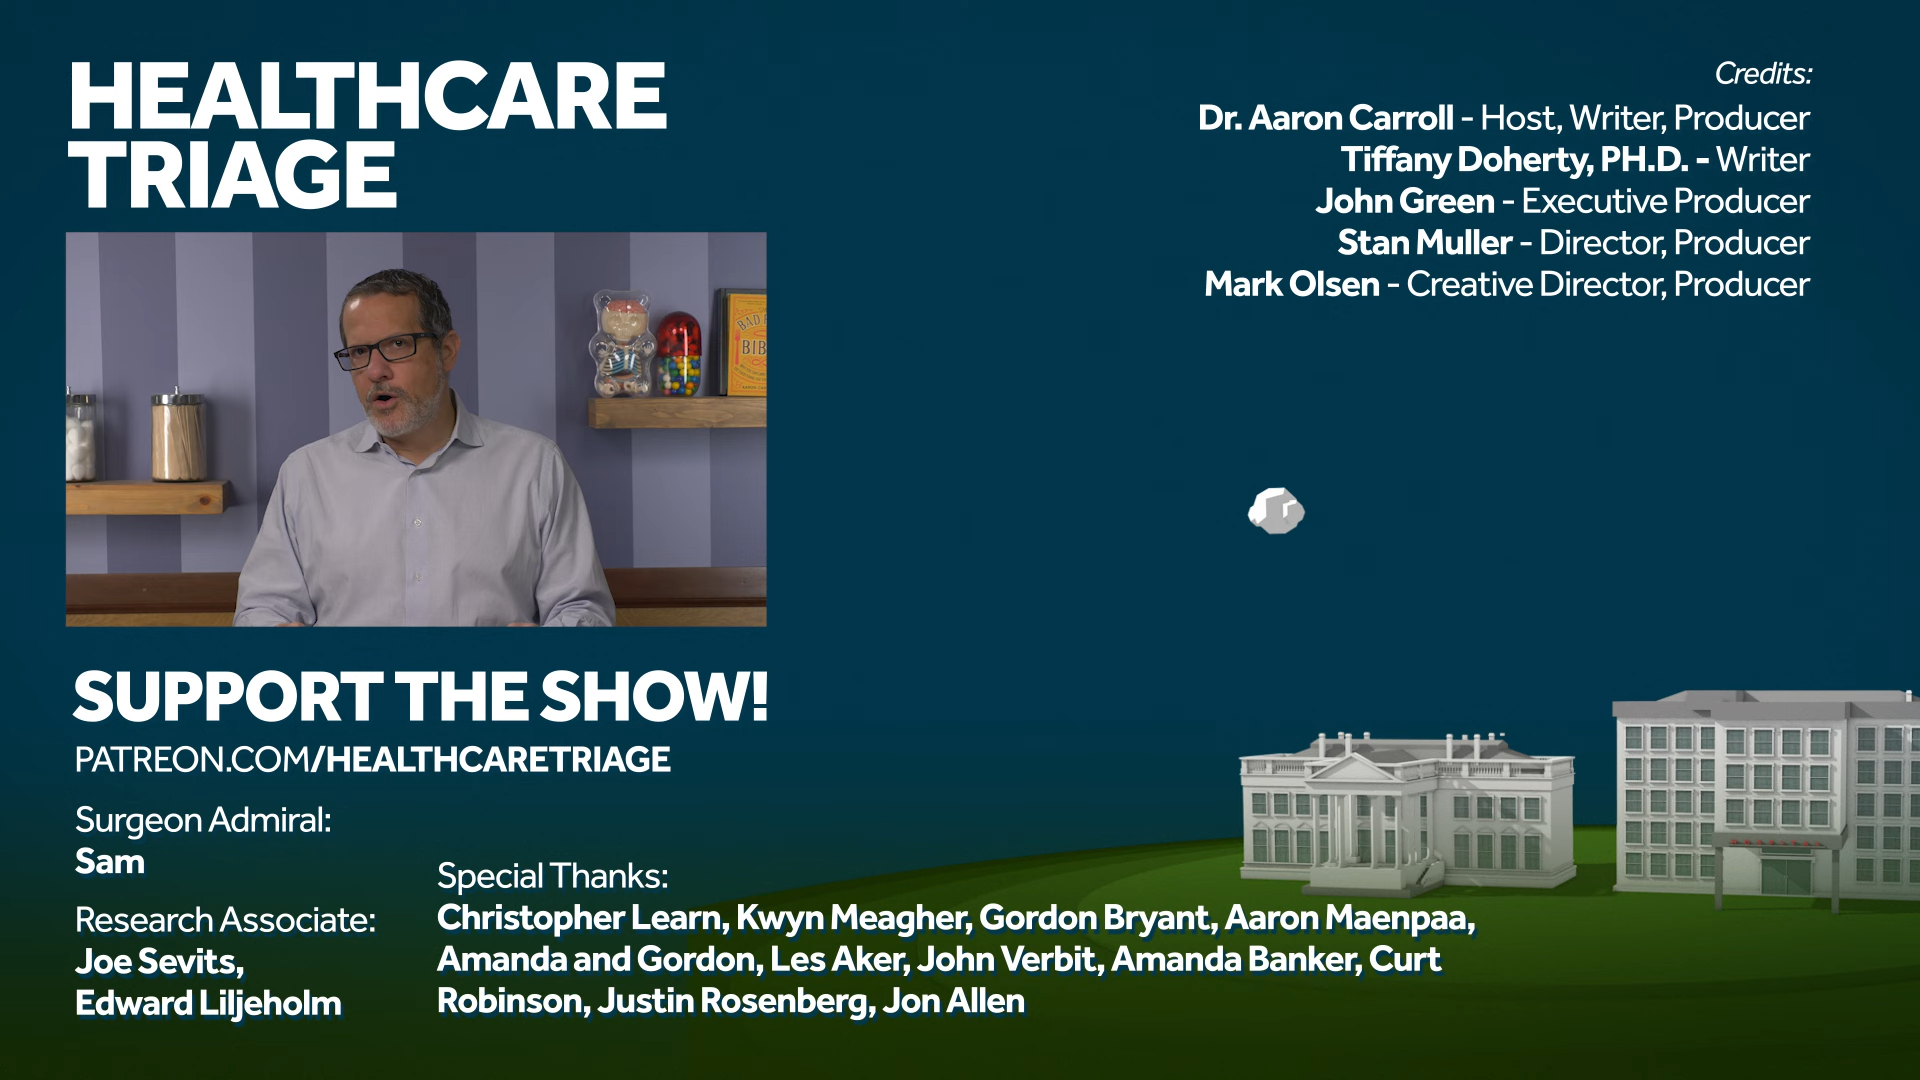 HEALTHCARE
TRIAGE
Credits:
Dr. Aaron Carroll - Host, Writer, Producer
Tiffany Doherty, PH.D. - Writer
John Green - Executive Producer
Stan Muller - Director, Producer
Mark Olsen - Creative Director, Producer
BAD
BIB
SUPPORT THE SHOW!
PATREON.COM/HEALTHCARETRIAGE
Surgeon Admiral:
Sam
Research Associate:
Joe Sevits,
Edward Liljeholm
Special Thanks:
Christopher Learn, Kwyn Meagher, Gordon Bryant, Aaron Maenpaa,
Amanda and Gordon, Les Aker, John Verbit, Amanda Banker, Curt
Robinson, Justin Rosenberg, Jon Allen